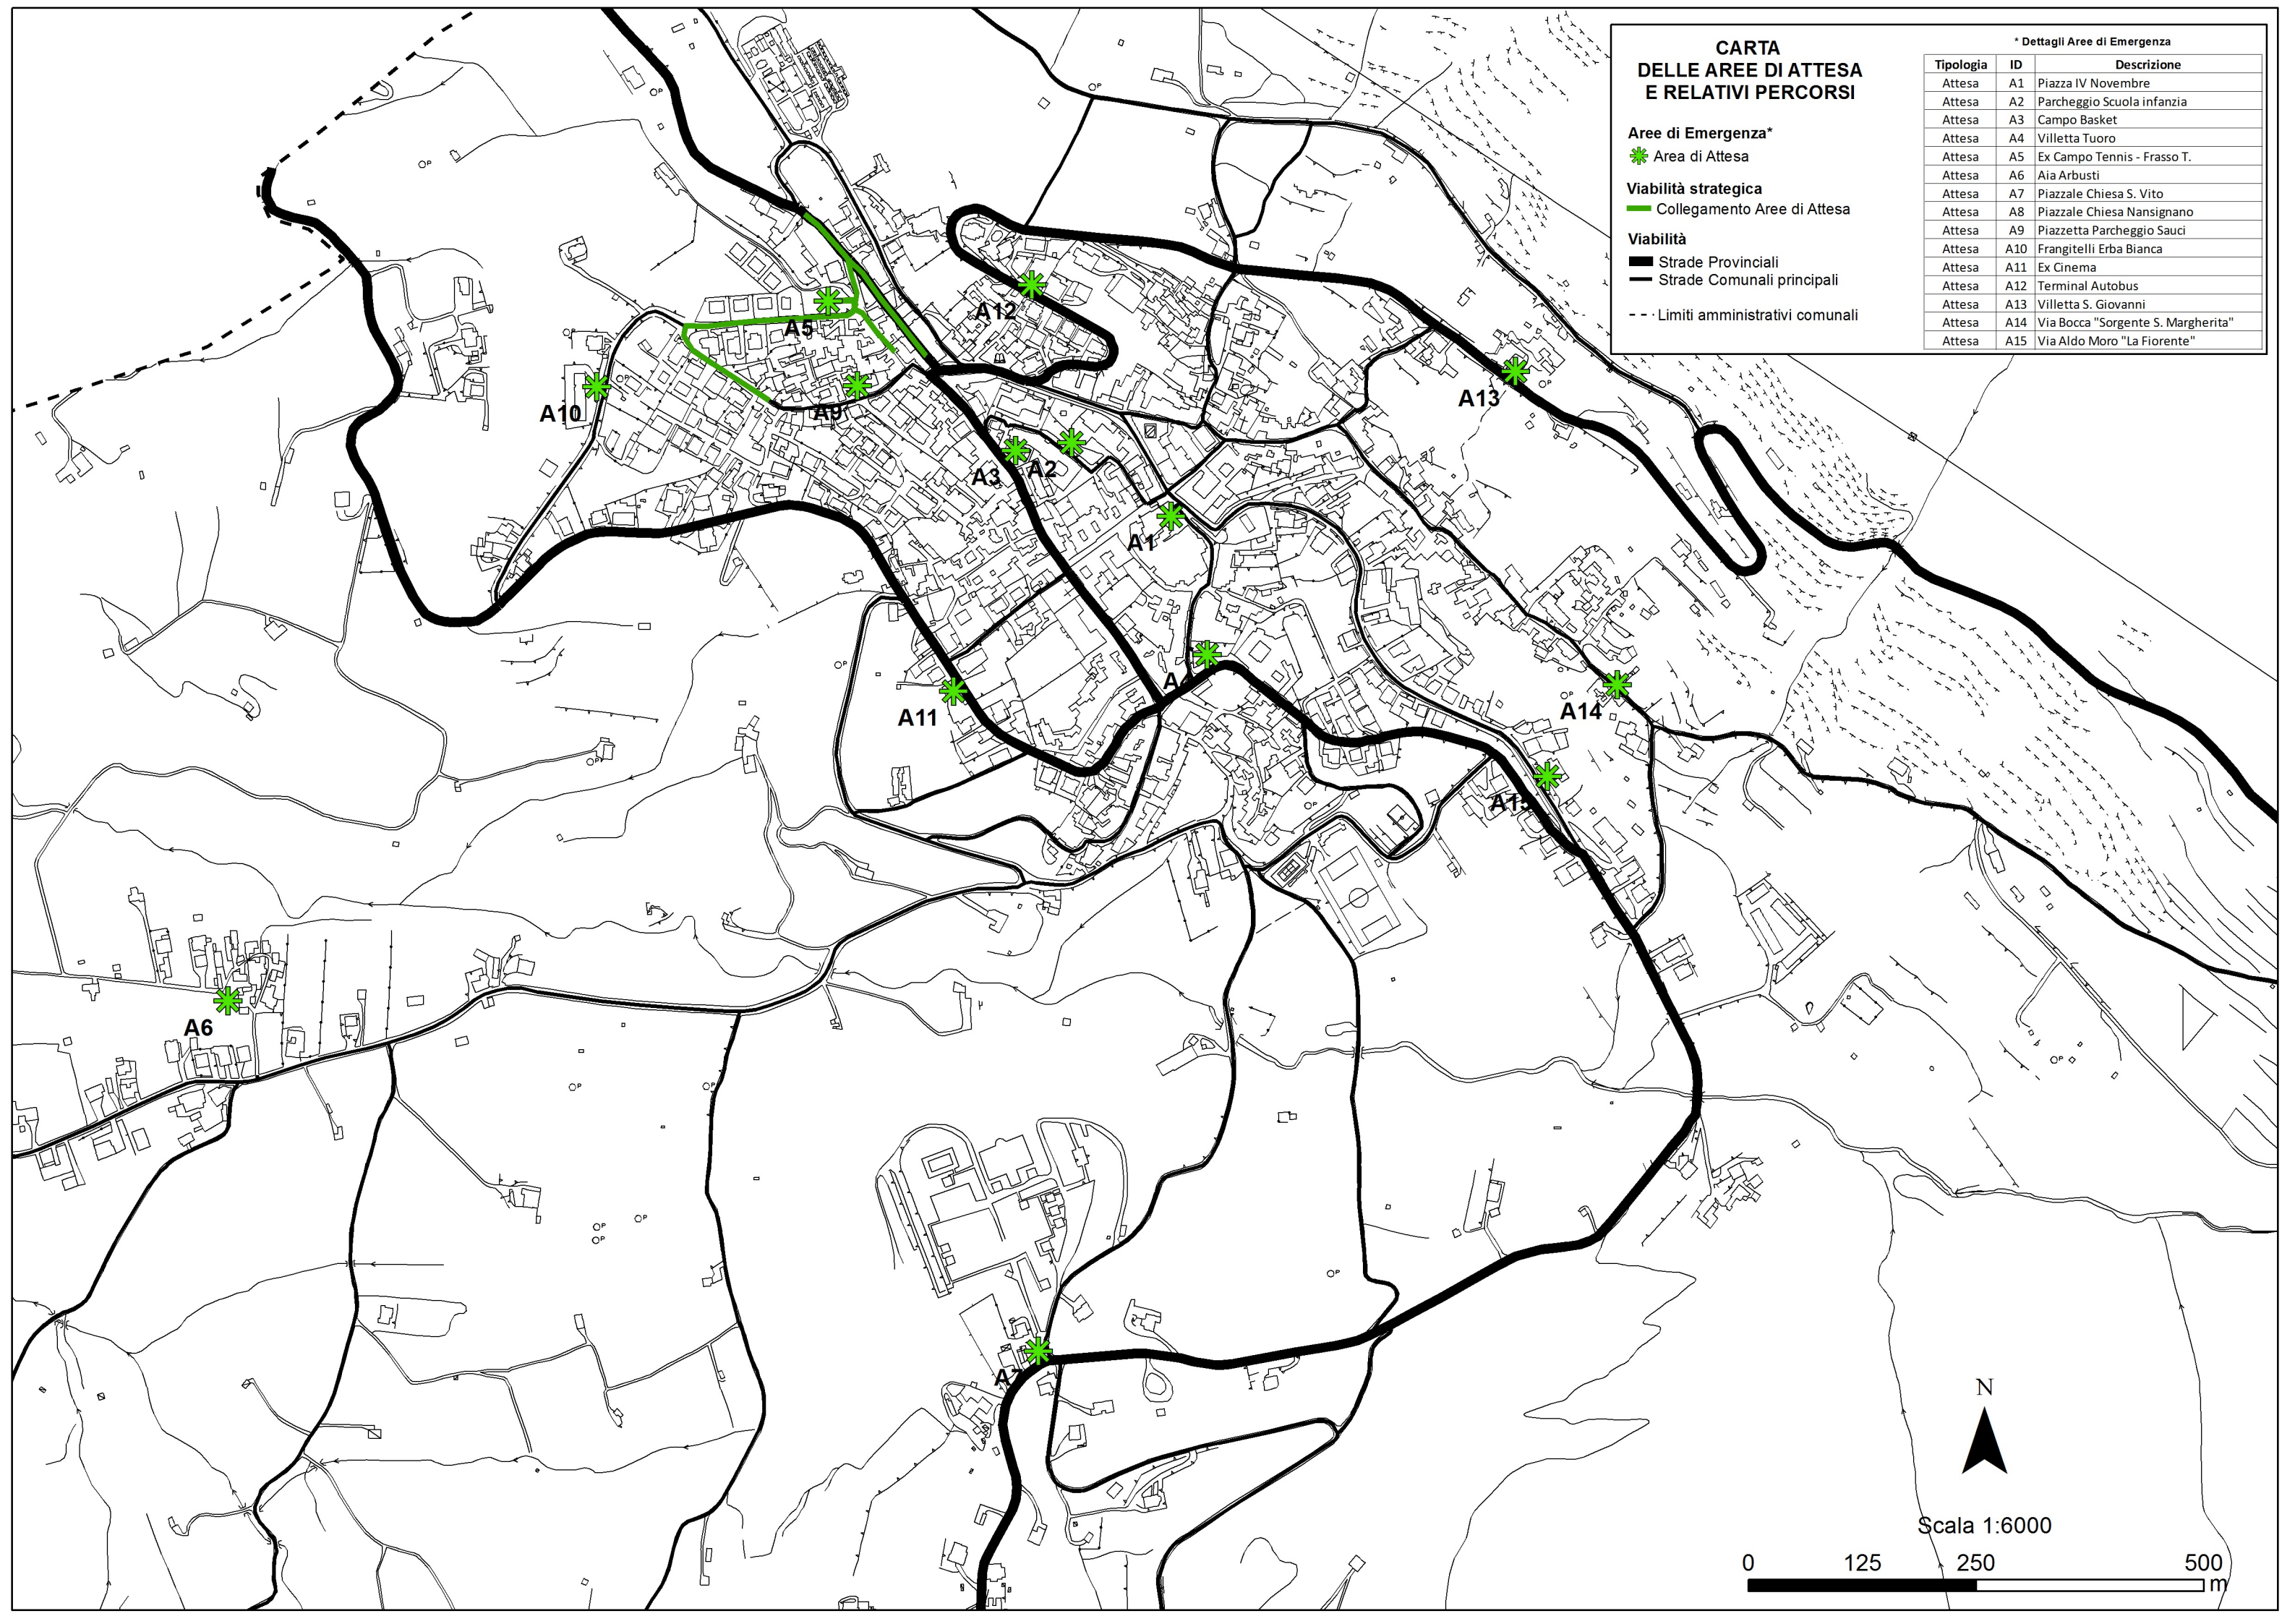 CARTA
DELLE AREE DI ATTESA
E RELATIVI PERCORSI
Aree di Emergenza*
Area di Attesa
Viabilità strategica
Collegamento Aree di Attesa
Viabilità
Strade Provinciali
Strade Comunali principali
Limiti amministrativi comunali
* Dettagli Aree di Emergenza
Tipologia ID Descrizione
Attesa A1 Piazza IV Novembre
Attesa A2 Parcheggio Scuola infanzia
Attesa A3 Campo Basket
Attesa A4 Villetta Tuoro
Attesa A5 Ex Campo Tennis - Frasso T.
Attesa A6 Aia Arbusti
Attesa A7 Piazzale Chiesa S. Vito
Attesa A8 Piazzale Chiesa Nansignano
Attesa A9 Piazzetta Parcheggio Sauci
Attesa A10 Frangitelli Erba Bianca
Attesa A11 Ex Cinema
Attesa A12 Terminal Autobus
Attesa A13 Villetta S. Giovanni
Attesa A14 Via Bocca "Sorgente S. Margherita"
Attesa A15 Via Aldo Moro "La Fiorente"
A12
A5
A13
A10
A9
A3
A2
A1
A4
A11
A14
A15
A6
A7
N
Scala 1:6000
0 125 250 500
m